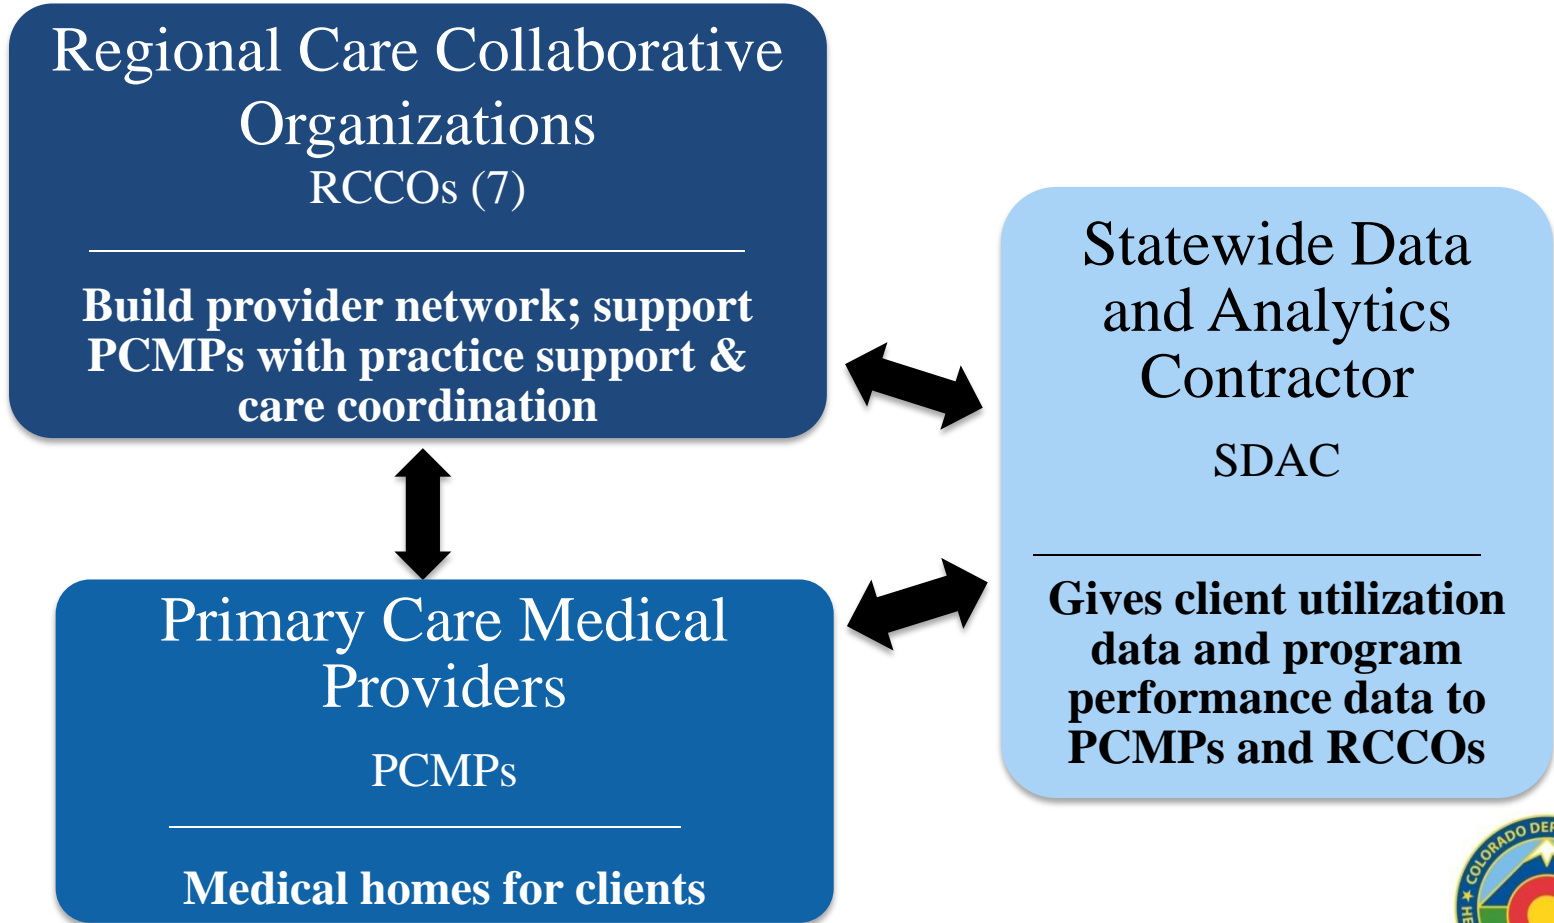 Regional Care Collaborative
Organizations
RCCOs (7)
Build provider network; support
PCMPs with practice support &
care coordination
Statewide Data
and Analytics
Contractor
SDAC
Gives client utilization
data and program
performance data to
PCMPs and RCCOs
Primary Care Medical
Providers
PCMPs
Medical homes for clients
COLORADO